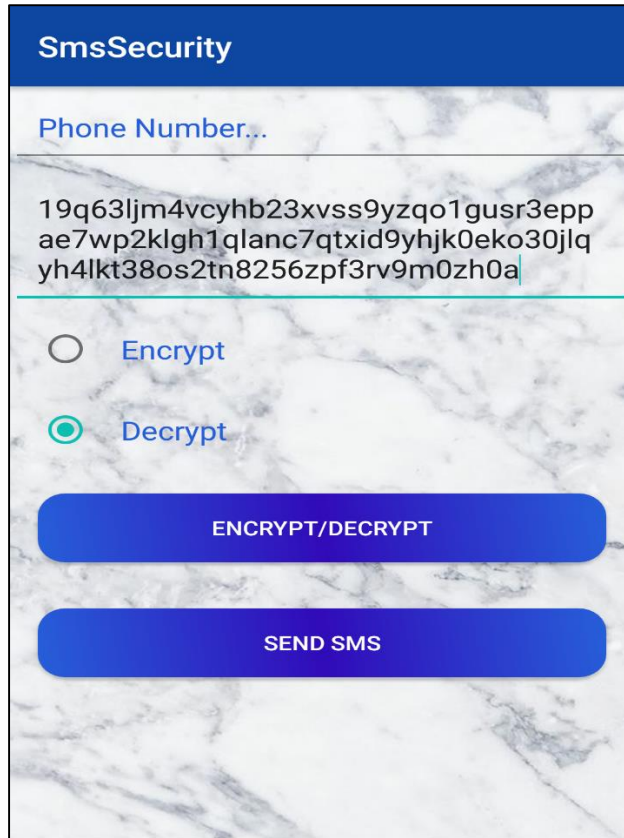 SmsSecurity
Phone Number...
19q63ljm4vcyhb23xvss9yzqo1gusr3epp
ae7wp2klgh1qlanc7qtxid9yhjk0eko30jlq
yh4lkt38os2tn8256zpf3rv9m0zh0a
Encrypt
Decrypt
ENCRYPT/DECRYPT
SEND SMS